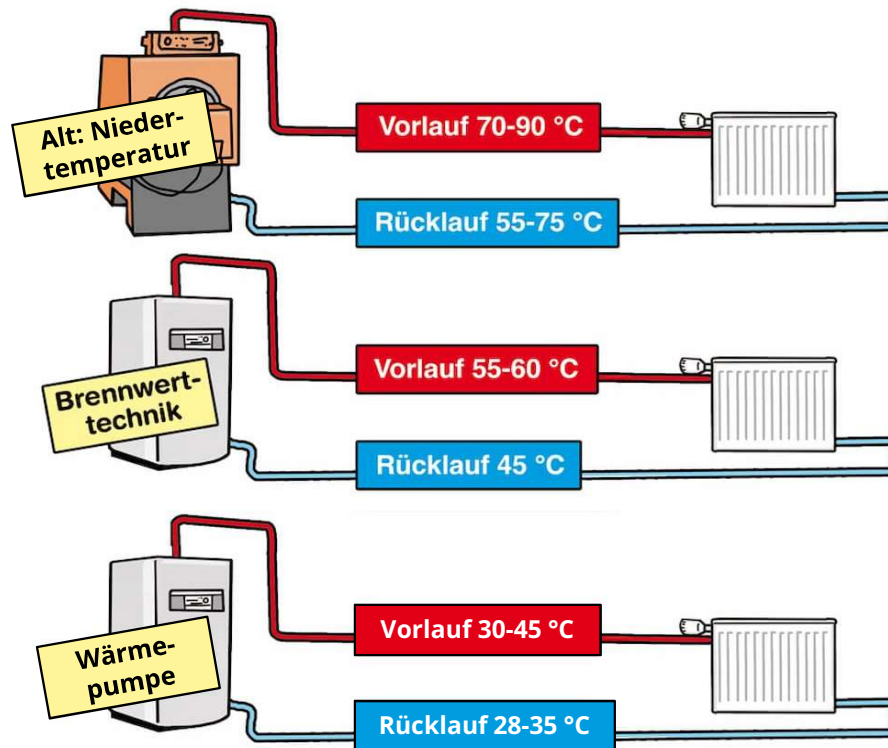 Alt: Nieder-
temperatur
Vorlauf 70-90 °C
Rücklauf 55-75 °C
Brennwert-
technik
Vorlauf 55-60 °C
Rücklauf 45 °C
Wärme-
pumpe
Vorlauf 30-45 °C
Rücklauf 28-35 °C